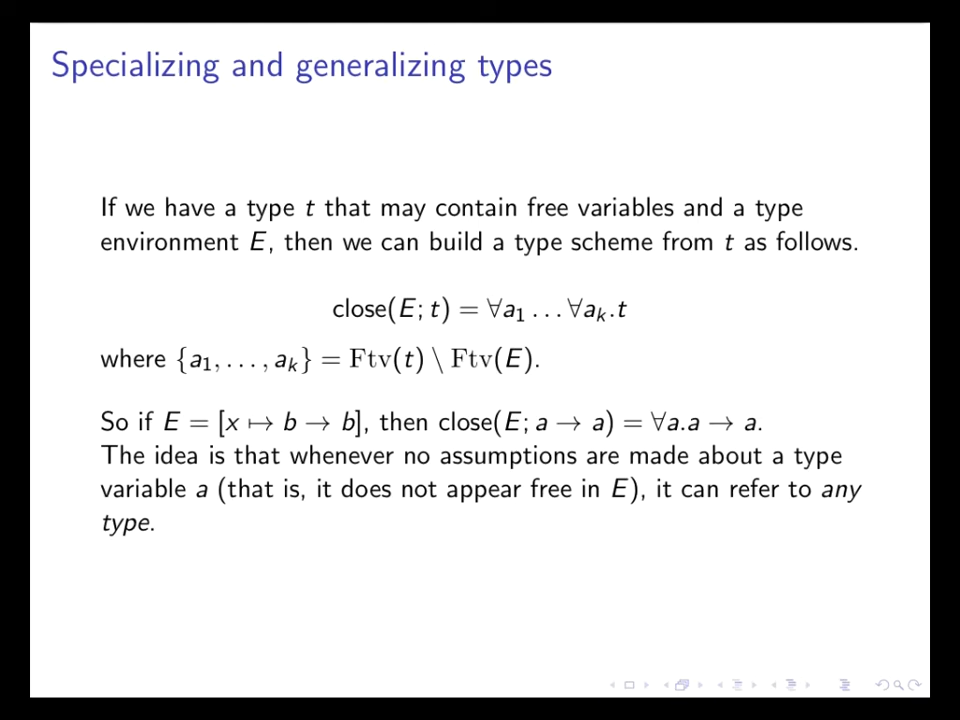 Specializing and generalizing types
If we have a type t that may contain free variables and a type
environment E, then we can build a type scheme from t as follows.
close(E; t) = ∀a₁ . . . ∀aₖ.t
where {a₁, . . . , aₖ} = Ftv(t) \ Ftv(E).
So if E = [x ↦ b → b], then close(E; a → a) = ∀a.a → a.
The idea is that whenever no assumptions are made about a type
variable a (that is, it does not appear free in E), it can refer to any
type.